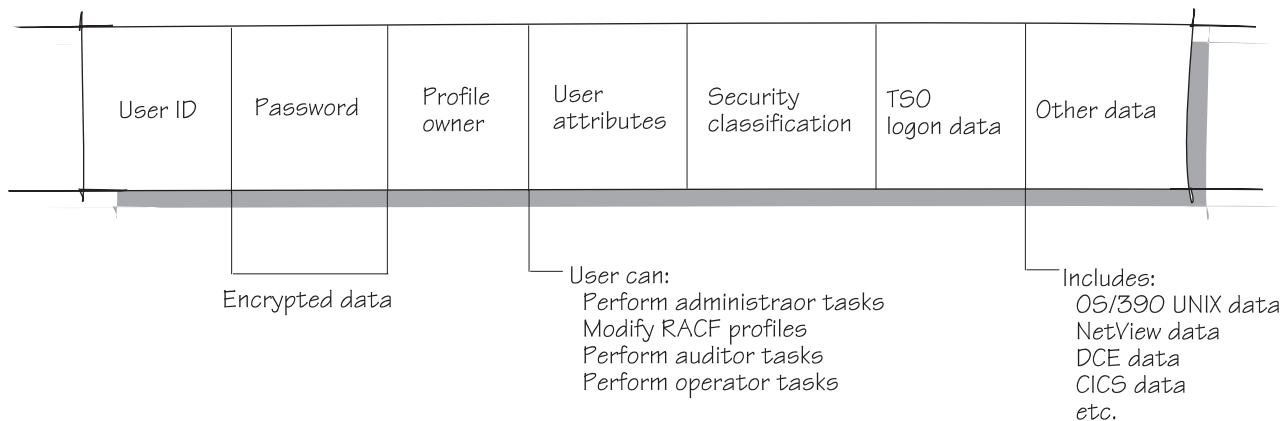 User ID
Password
Profile
owner
User
attributes
Security
classification
TSO
logon data
Other data
Encrypted data
User can:
Perform administraor tasks
Modify RACF profiles
Perform auditor tasks
Perform operator tasks
Includes:
OS/390 UNIX data
NetView data
DCE data
CICS data
etc.